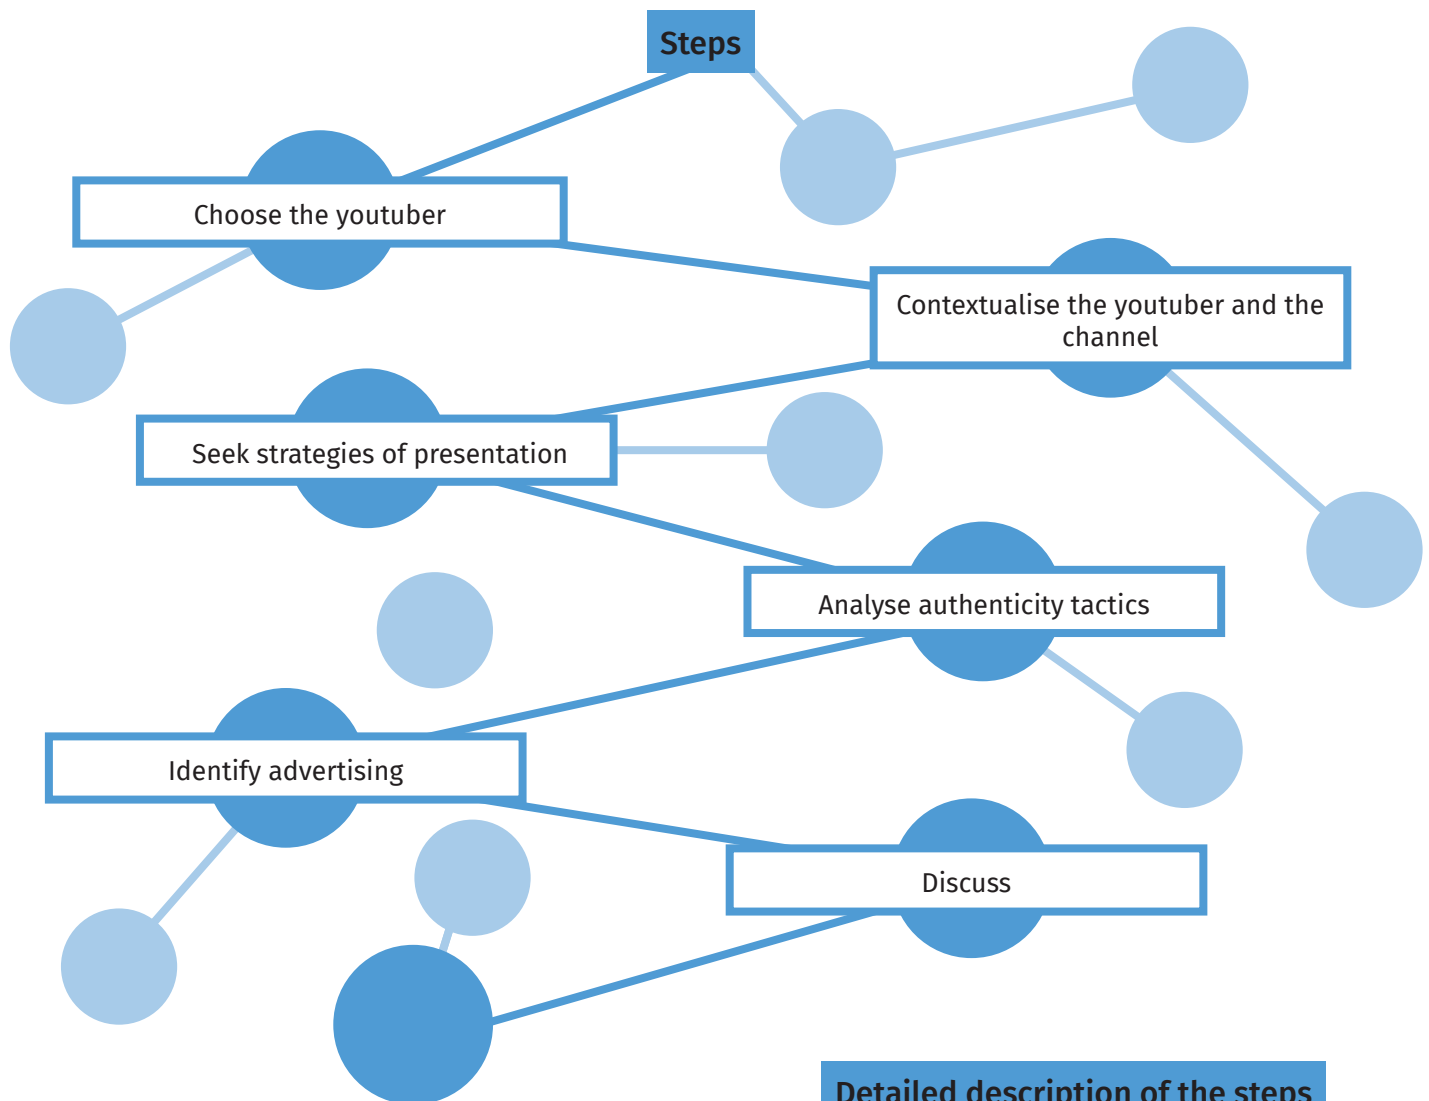 Steps
Choose the youtuber
Contextualise the youtuber and the
channel
Seek strategies of presentation
Analyse authenticity tactics
Identify advertising
Discuss
Detailed description of the steps